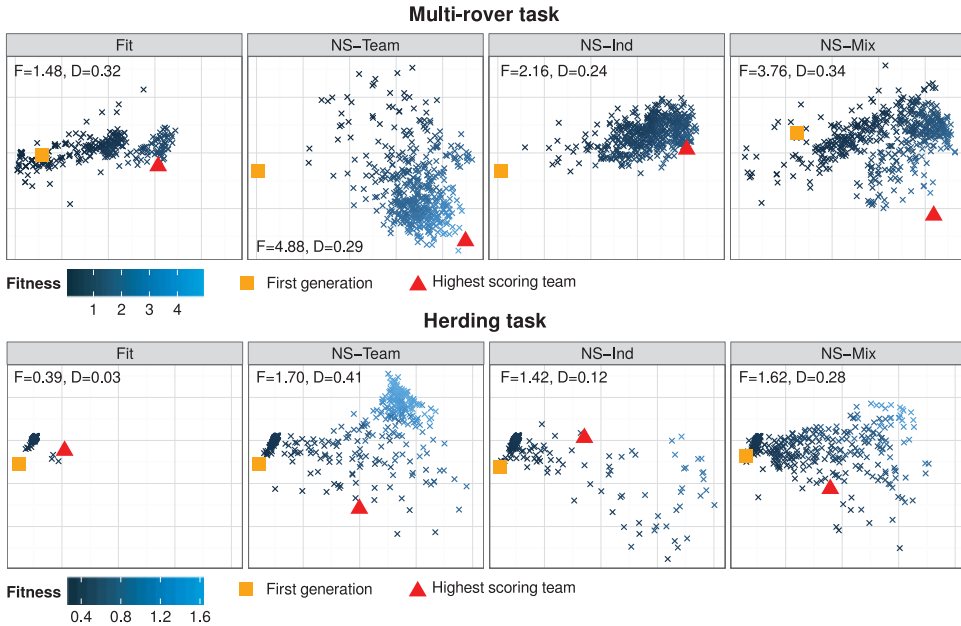 Multi-rover task
Fit NS−Team NS−Ind NS−Mix
F=1.48, D=0.32 F=4.88, D=0.29 F=2.16, D=0.24 F=3.76, D=0.34
Fitness 1 2 3 4 First generation Highest scoring team
Herding task
Fit NS−Team NS−Ind NS−Mix
F=0.39, D=0.03 F=1.70, D=0.41 F=1.42, D=0.12 F=1.62, D=0.28
Fitness 0.4 0.8 1.2 1.6 First generation Highest scoring team